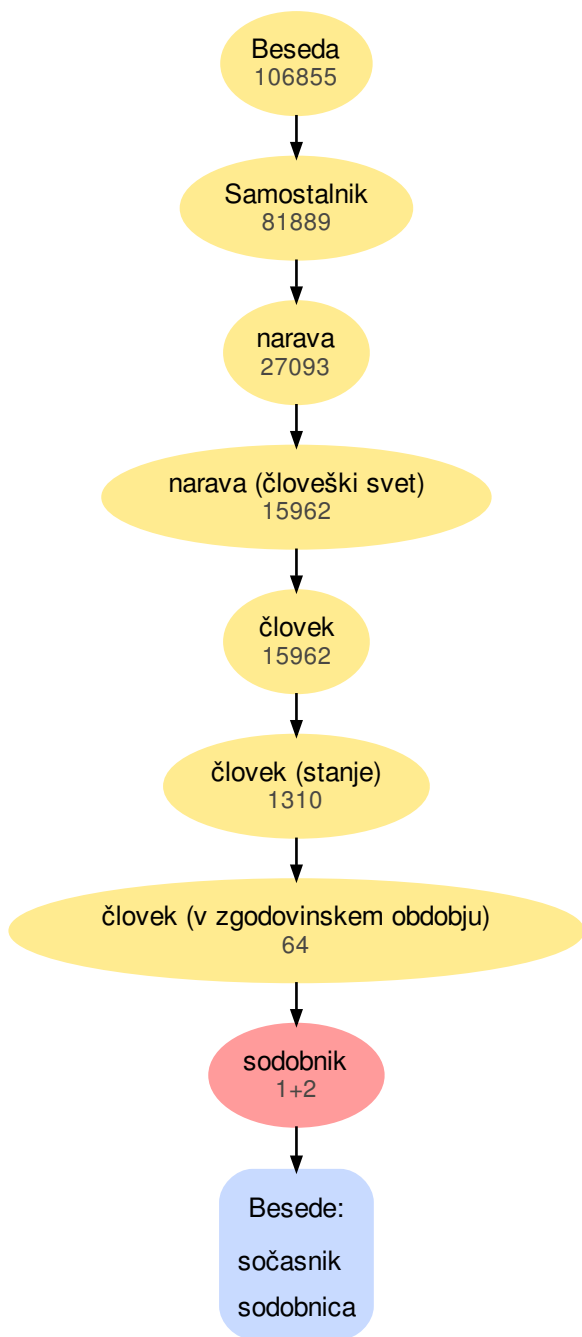 Beseda
106855
Samostalnik
81889
narava
27093
narava (človeški svet)
15962
človek
15962
človek (stanje)
1310
človek (v zgodovinskem obdobju)
64
sodobnik
1+2
Besede:
sočasnik
sodobnica